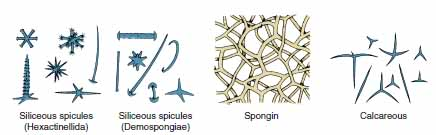 Siliceous spicules
(Hexactinellida)
Siliceous spicules
(Demospongiae)
Spongin
Calcareous